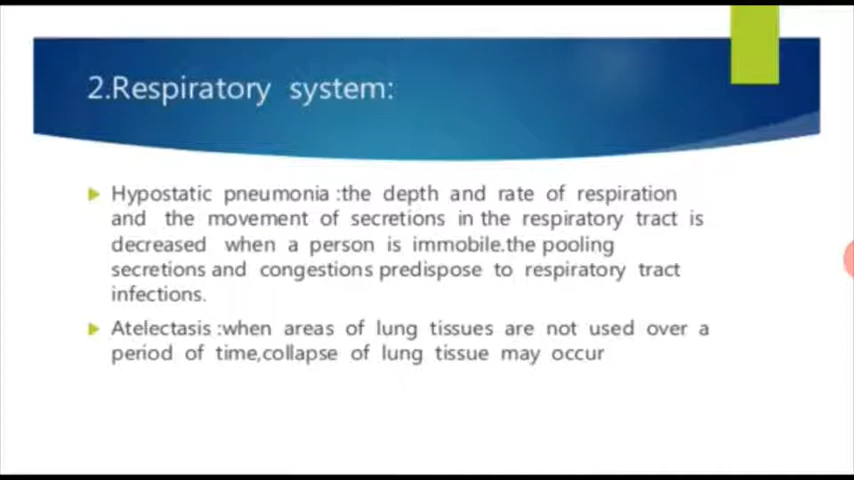 2.Respiratory system:
Hypostatic pneumonia :the depth and rate of respiration
and the movement of secretions in the respiratory tract is
decreased when a person is immobile.the pooling
secretions and congestions predispose to respiratory tract
infections.
Atelectasis :when areas of lung tissues are not used over a
period of time,collapse of lung tissue may occur